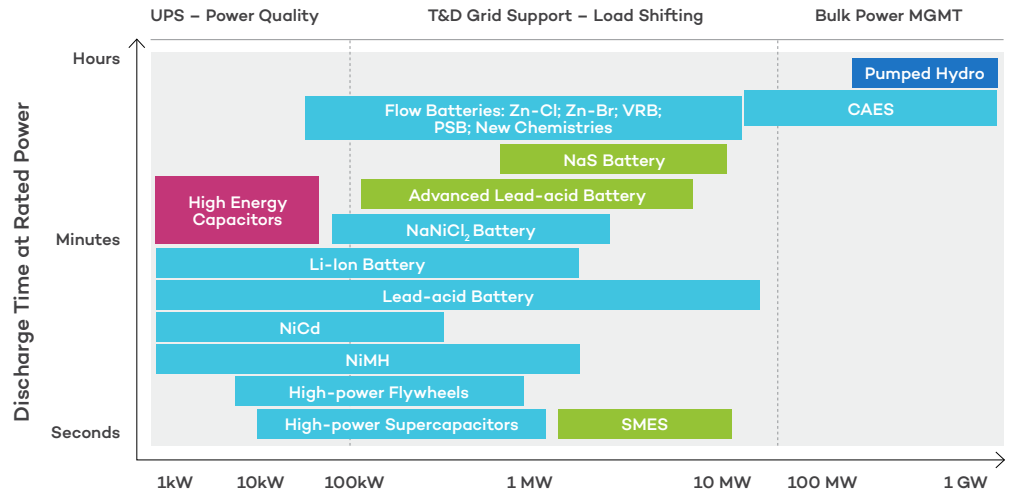 UPS – Power Quality
T&D Grid Support – Load Shifting
Bulk Power MGMT
Discharge Time at Rated Power
Hours
Minutes
Seconds
Pumped Hydro
CAES
Flow Batteries: Zn-Cl; Zn-Br; VRB;
PSB; New Chemistries
NaS Battery
Advanced Lead-acid Battery
High Energy
Capacitors
NaNiCl₂ Battery
Li-Ion Battery
Lead-acid Battery
NiCd
NiMH
High-power Flywheels
High-power Supercapacitors
SMES
1kW
10kW
100kW
1 MW
10 MW
100 MW
1 GW